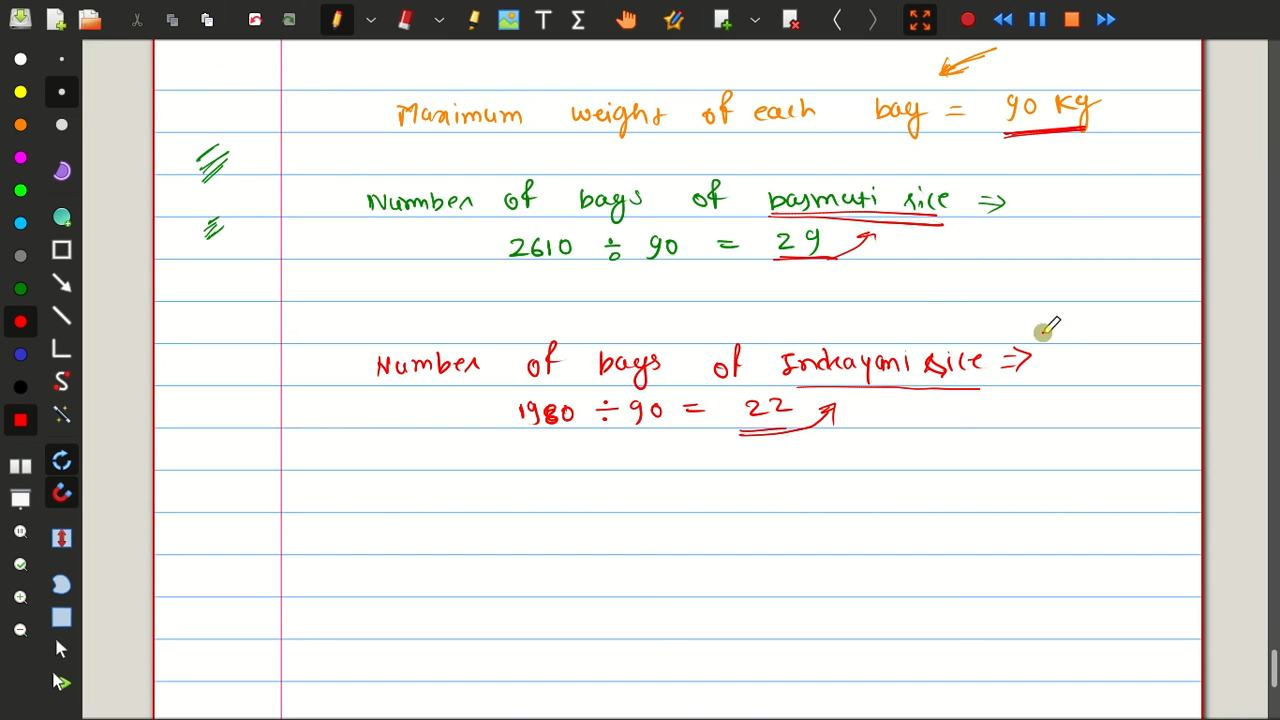 Maximum weight of each bag = 90 Kg
Number of bags of basmati rice ⇒
2610 ÷ 90 = 29
Number of bags of Indrayani rice ⇒
1980 ÷ 90 = 22